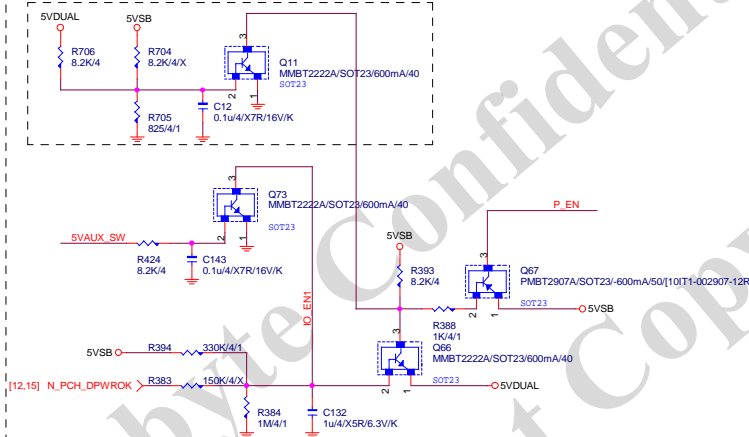 5VDUAL
5VSB
R706
8.2K/4
R704
8.2K/4/X
3
Q11
MMBT2222A/SOT23/600mA/40
SOT23
2
1
R705
825/4/1
C12
0.1u/4/X7R/16V/K
3
Q73
MMBT2222A/SOT23/600mA/40
SOT23
2
1
5VAUX_SW
R424
8.2K/4
C143
0.1u/4/X7R/16V/K
IO_EN1
5VSB
R393
8.2K/4
P_EN
3
Q67
PMBT2907A/SOT23/-600mA/50/[10IT1-002907-12R
SOT23
2
1
5VSB
R388
1K/4/1
3
Q66
MMBT2222A/SOT23/600mA/40
SOT23
2
1
5VDUAL
5VSB
R394
330K/4/1
[12,15] N_PCH_DPWROK
R383
150K/4/X
R384
1M/4/1
C132
1u/4/X5R/6.3V/K
byte Confident
t Cop